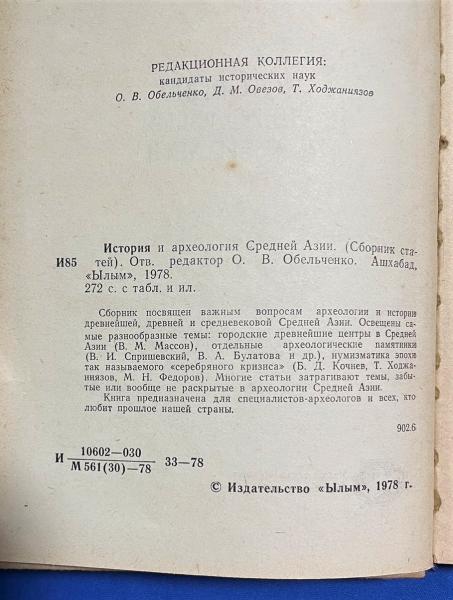 РЕДАКЦИОННАЯ КОЛЛЕГИЯ:
кандидаты исторических наук
О. В. Обельченко, Д. М. Овезов, Т. Ходжаниязов
История и археология Средней Азии. (Сборник ста-
И85 тей). Отв. редактор О. В. Обельченко. Ашхабад,
«Ылым», 1978.
272 с. с табл. и ил.
Сборник посвящен важным вопросам археологии и истории
древнейшей, древней и средневековой Средней Азии. Освещены са-
мые разнообразные темы: городские древнейшие центры в Средней
Азии (В. М. Массон), отдельные археологические памятники
(В. И. Спришевский, В. А. Булатова и др.), нумизматика эпохи
так называемого «серебряного кризиса» (Б. Д. Кочнев, Т. Ходжа-
ниязов, М. Н. Федоров). Многие статьи затрагивают темы, забы-
тые или вообще не раскрытые в археологии Средней Азии.
Книга предназначена для специалистов-археологов и всех, кто
любит прошлое нашей страны.
902.6
И 10602—030
М 561(30)—78 33—78
© Издательство «Ылым», 1978 г.